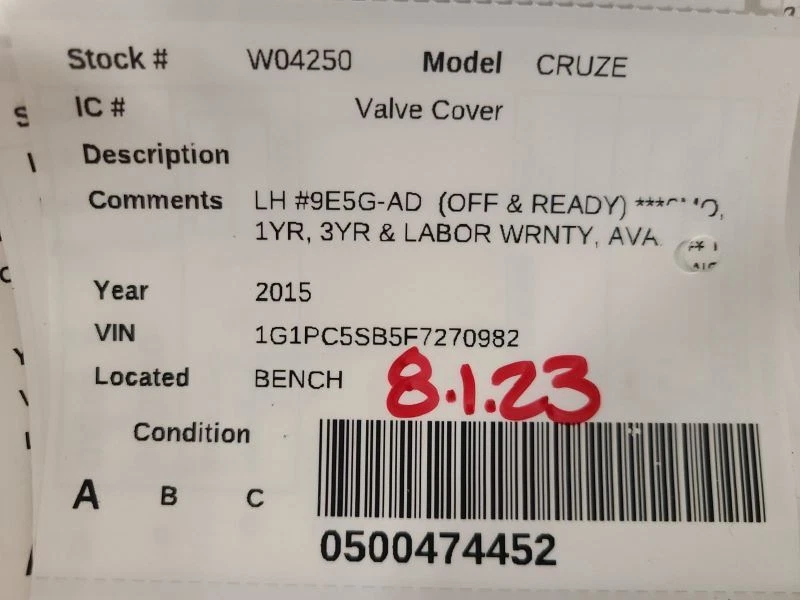 Stock # W04250 Model CRUZE
IC # Valve Cover
Description
Comments LH #9E5G-AD (OFF & READY)
1YR, 3YR & LABOR WRNTY, AVA
Year 2015
VIN 1G1PC5SB5F7270982
Located BENCH
8.1.23
Condition
A B C
0500474452